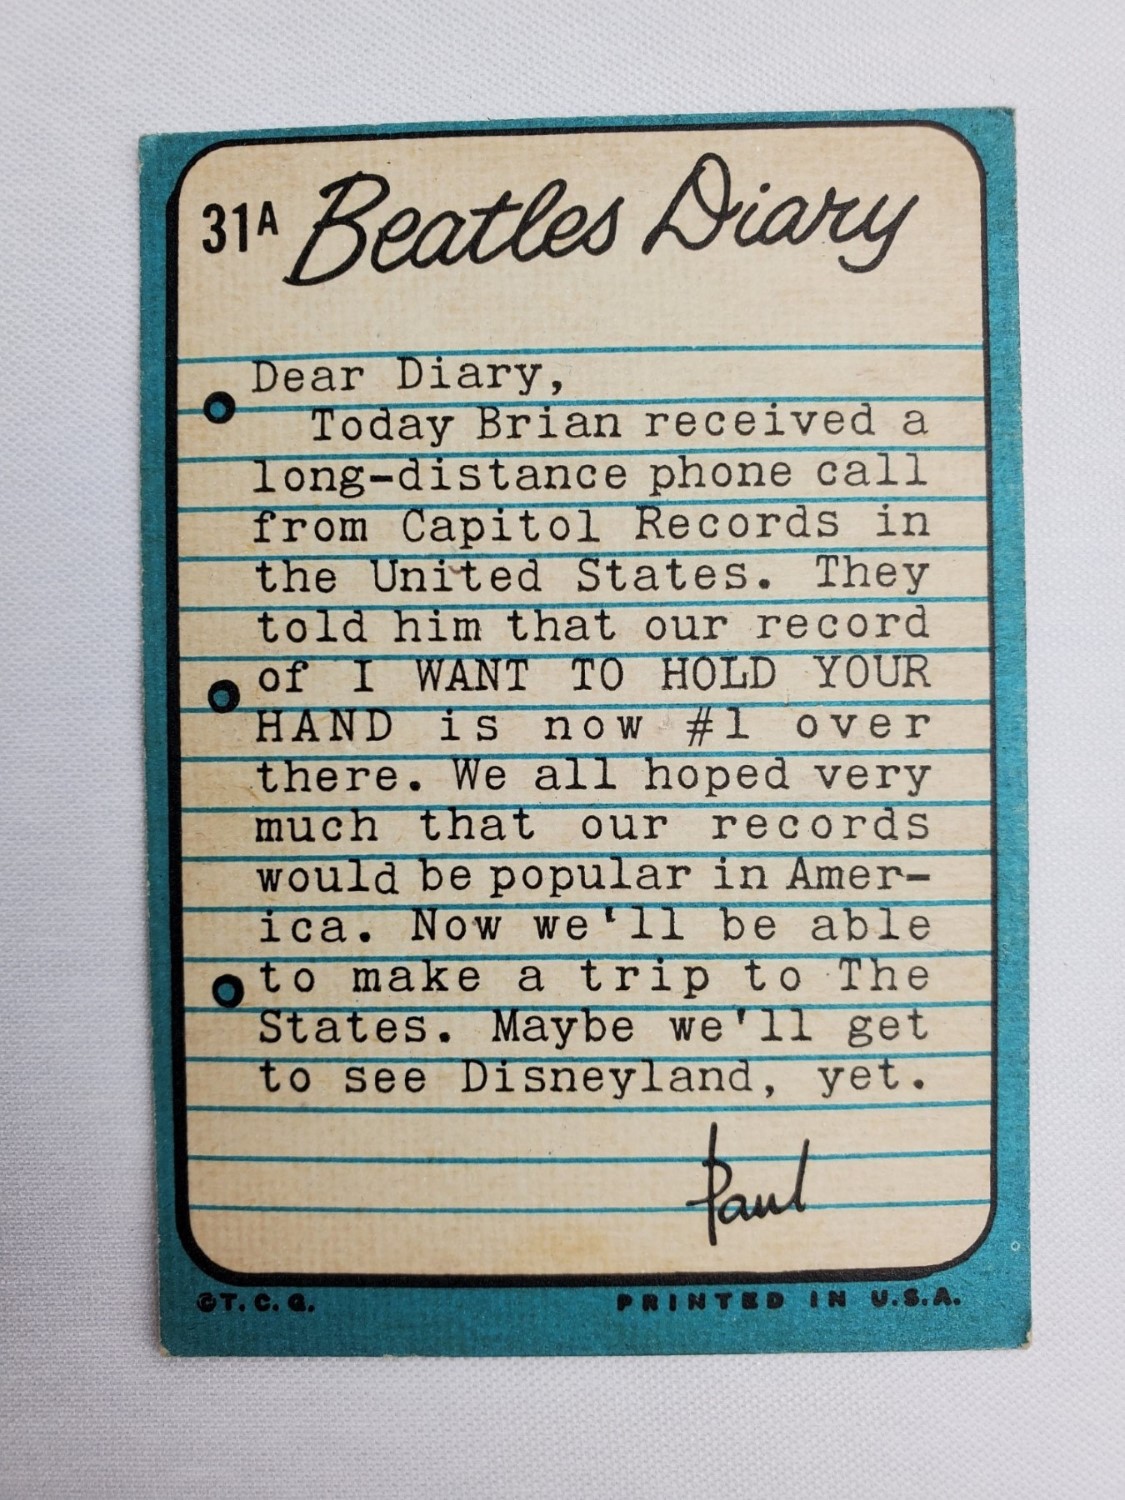 31A Beatles Diary
Dear Diary,
Today Brian received a
long-distance phone call
from Capitol Records in
the United States. They
told him that our record
of I WANT TO HOLD YOUR
HAND is now #1 over
there. We all hoped very
much that our records
would be popular in Amer-
ica. Now we'll be able
to make a trip to The
States. Maybe we'll get
to see Disneyland, yet.
Paul
©T.C.G. PRINTED IN U.S.A.